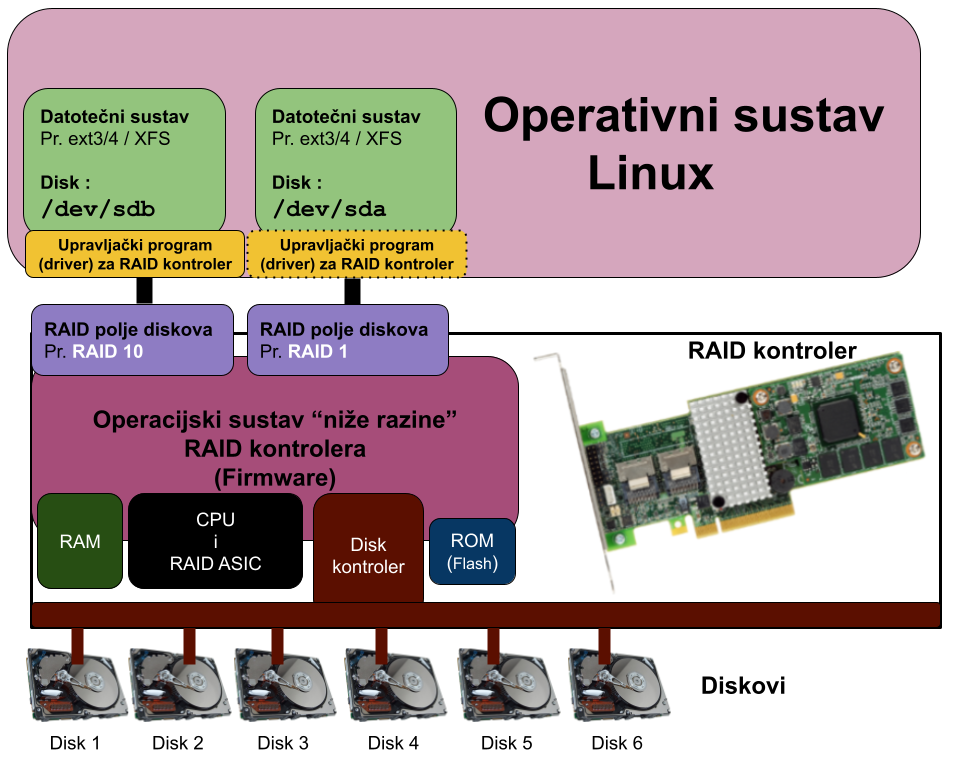 Operativni sustav
Linux
Datotečni sustav
Pr. ext3/4 / XFS
Disk :
/dev/sdb
Upravljački program
(driver) za RAID kontroler
Datotečni sustav
Pr. ext3/4 / XFS
Disk :
/dev/sda
Upravljački program
(driver) za RAID kontroler
RAID polje diskova
Pr. RAID 10
RAID polje diskova
Pr. RAID 1
RAID kontroler
Operacijski sustav “niže razine”
RAID kontrolera
(Firmware)
RAM
CPU
i
RAID ASIC
Disk
kontroler
ROM
(Flash)
Diskovi
Disk 1
Disk 2
Disk 3
Disk 4
Disk 5
Disk 6